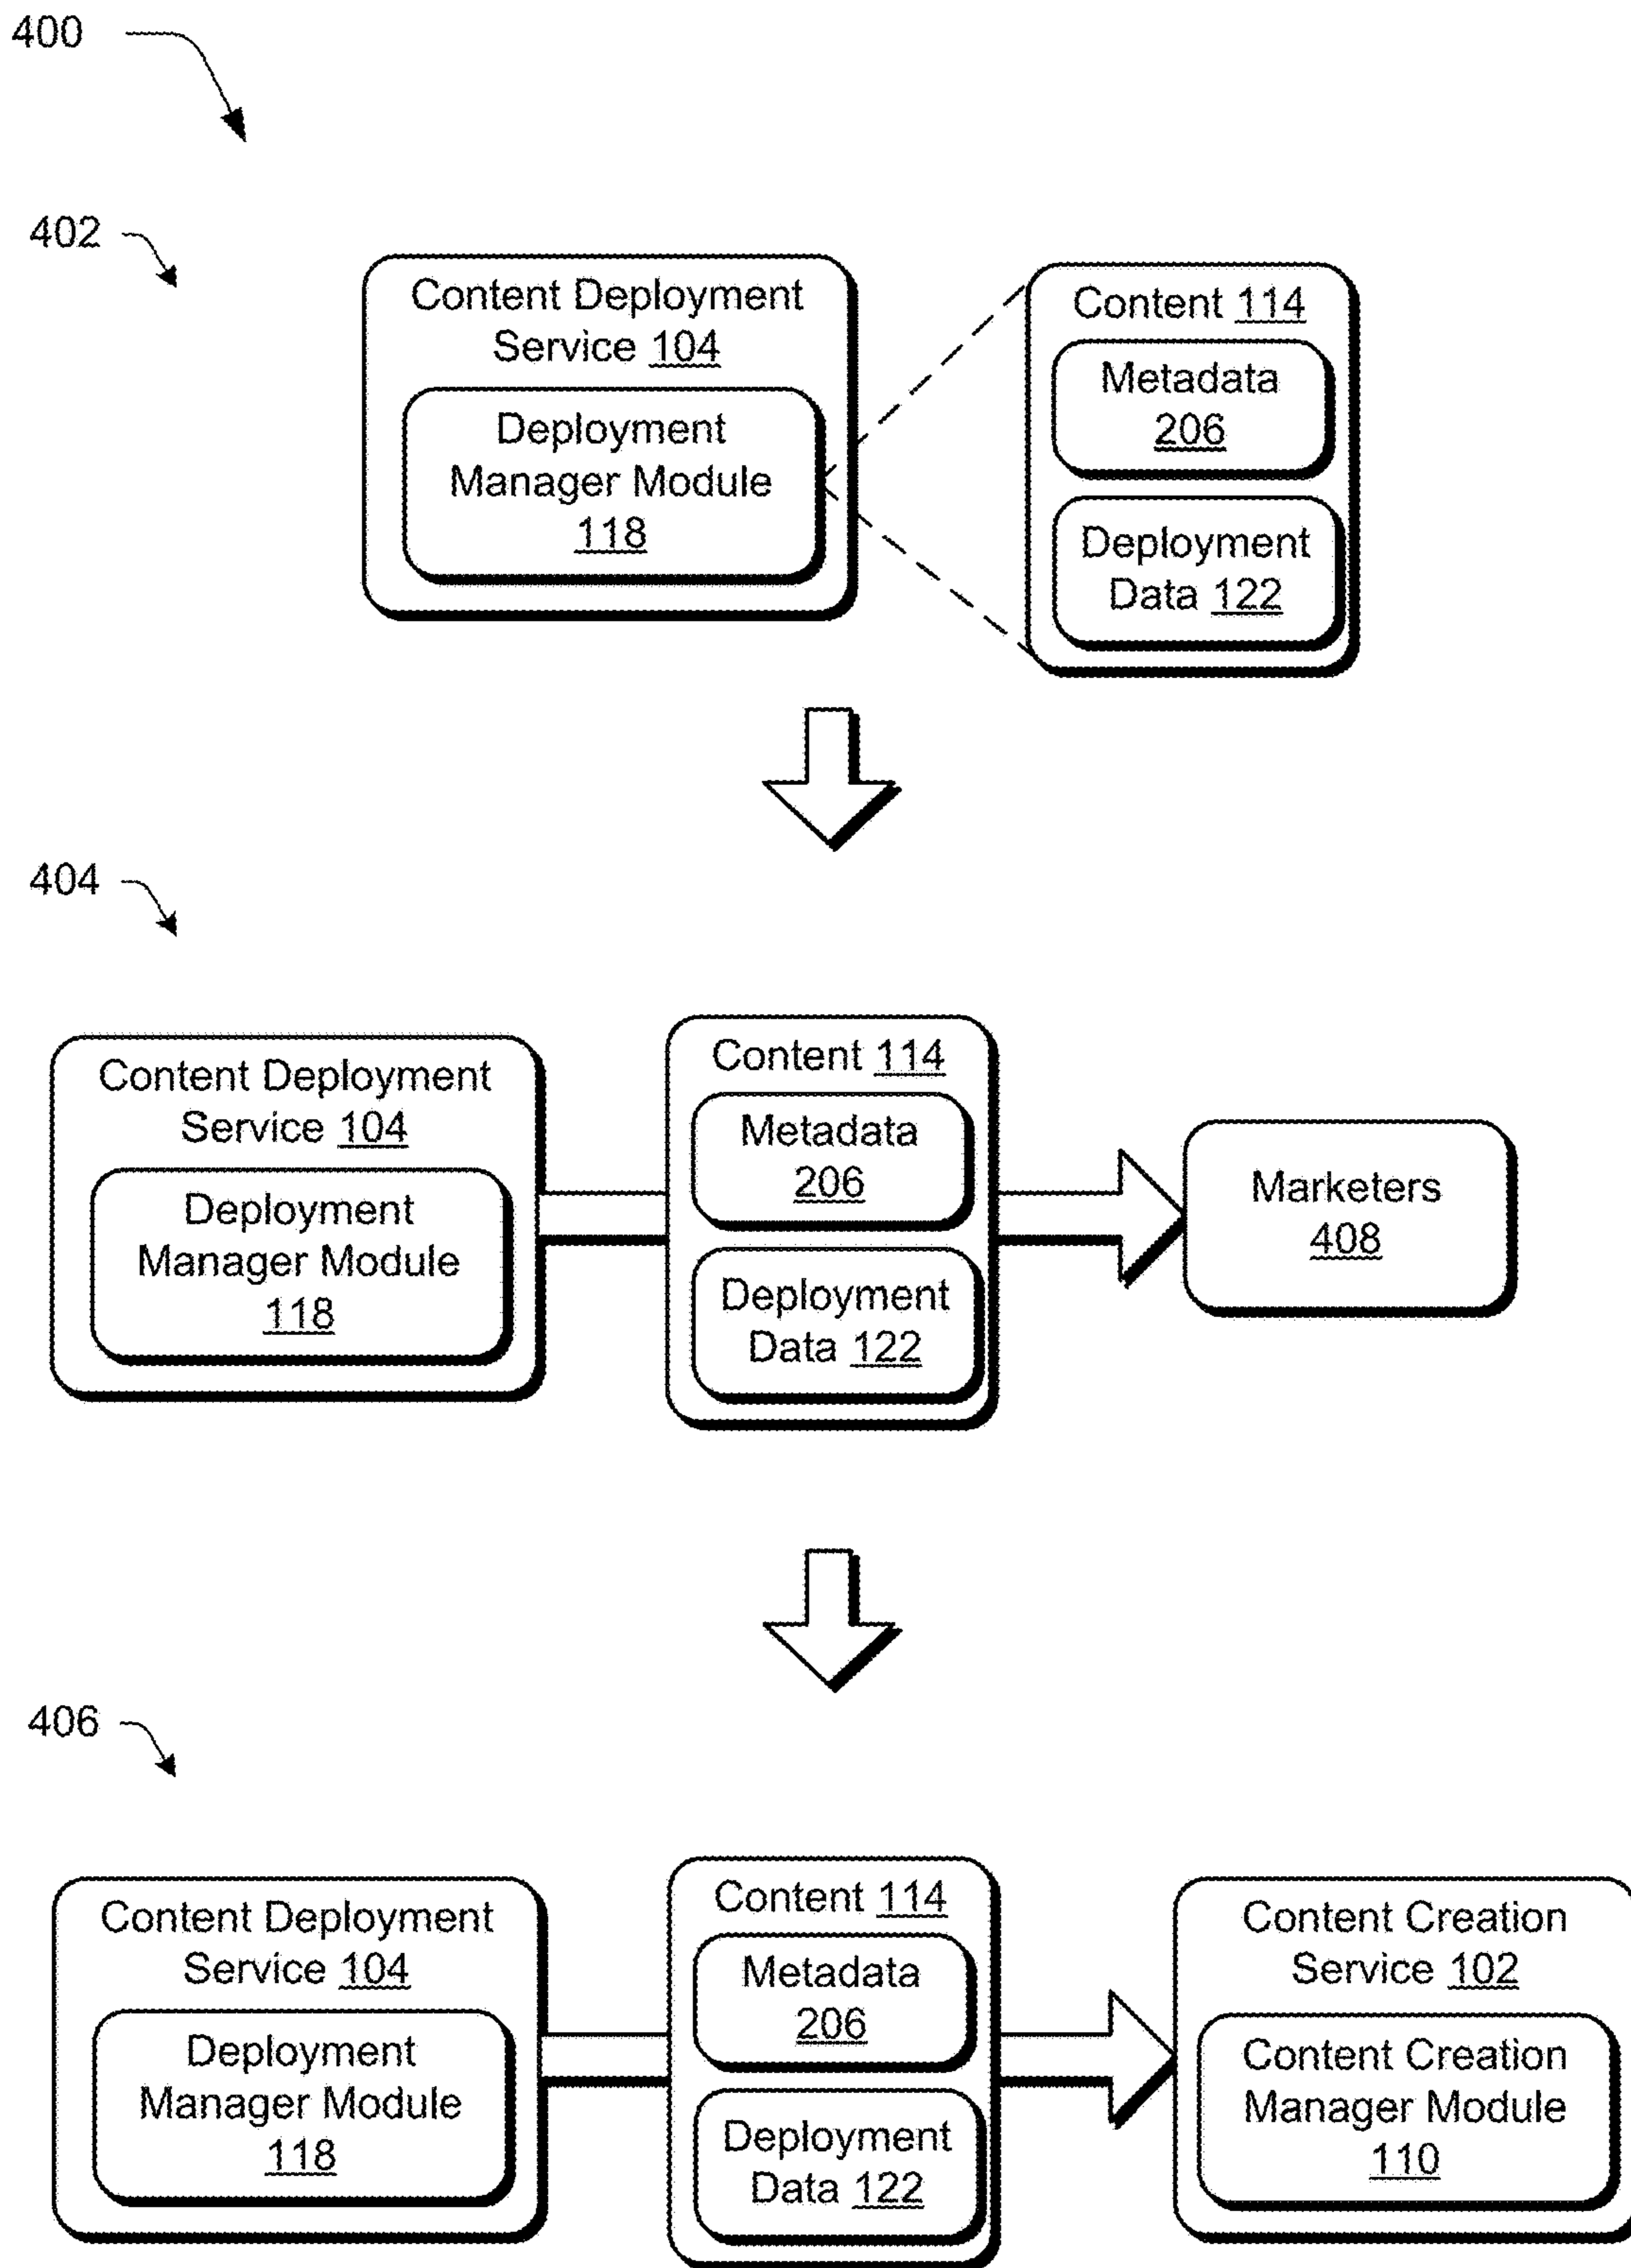 400
402
Content Deployment
Service 104
Deployment
Manager Module
118
Content 114
Metadata
206
Deployment
Data 122
404
Content Deployment
Service 104
Deployment
Manager Module
118
Content 114
Metadata
206
Deployment
Data 122
Marketers
408
406
Content Deployment
Service 104
Deployment
Manager Module
118
Content 114
Metadata
206
Deployment
Data 122
Content Creation
Service 102
Content Creation
Manager Module
110